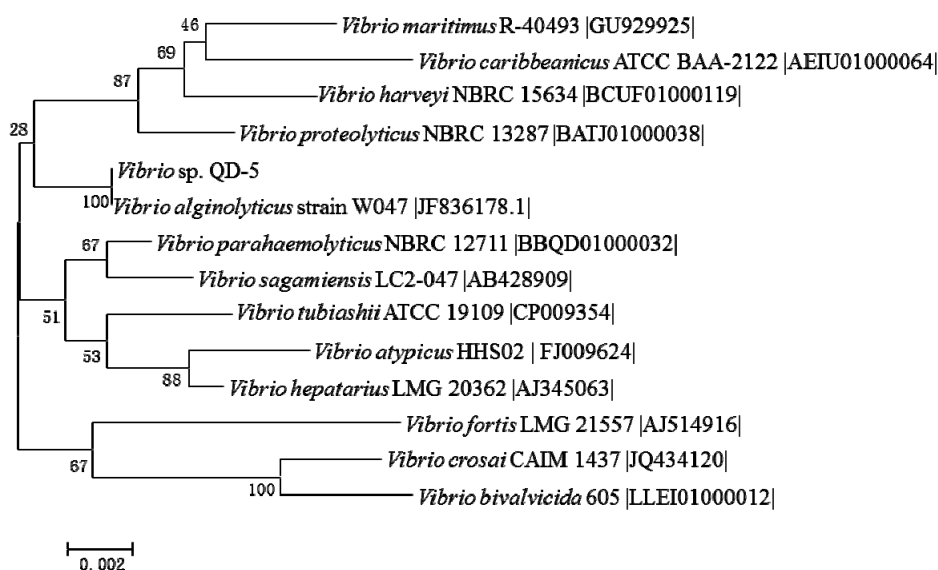 46
Vibrio maritimus R-40493 |GU929925|
69
Vibrio caribbeanicus ATCC BAA-2122 |AEIU01000064|
87
Vibrio harveyi NBRC 15634 |BCUF01000119|
28
Vibrio proteolyticus NBRC 13287 |BATJ01000038|
Vibrio sp. QD-5
100
Vibrio alginolyticus strain W047 |JF836178.1|
67
Vibrio parahaemolyticus NBRC 12711 |BBQD01000032|
Vibrio sagamiensis LC2-047 |AB428909|
51
Vibrio tubiashii ATCC 19109 |CP009354|
53
Vibrio atypicus HHS02 | FJ009624|
88
Vibrio hepatarius LMG 20362 |AJ345063|
Vibrio fortis LMG 21557 |AJ514916|
67
Vibrio crosai CAIM 1437 |JQ434120|
100
Vibrio bivalvicida 605 |LLEI01000012|
0.002